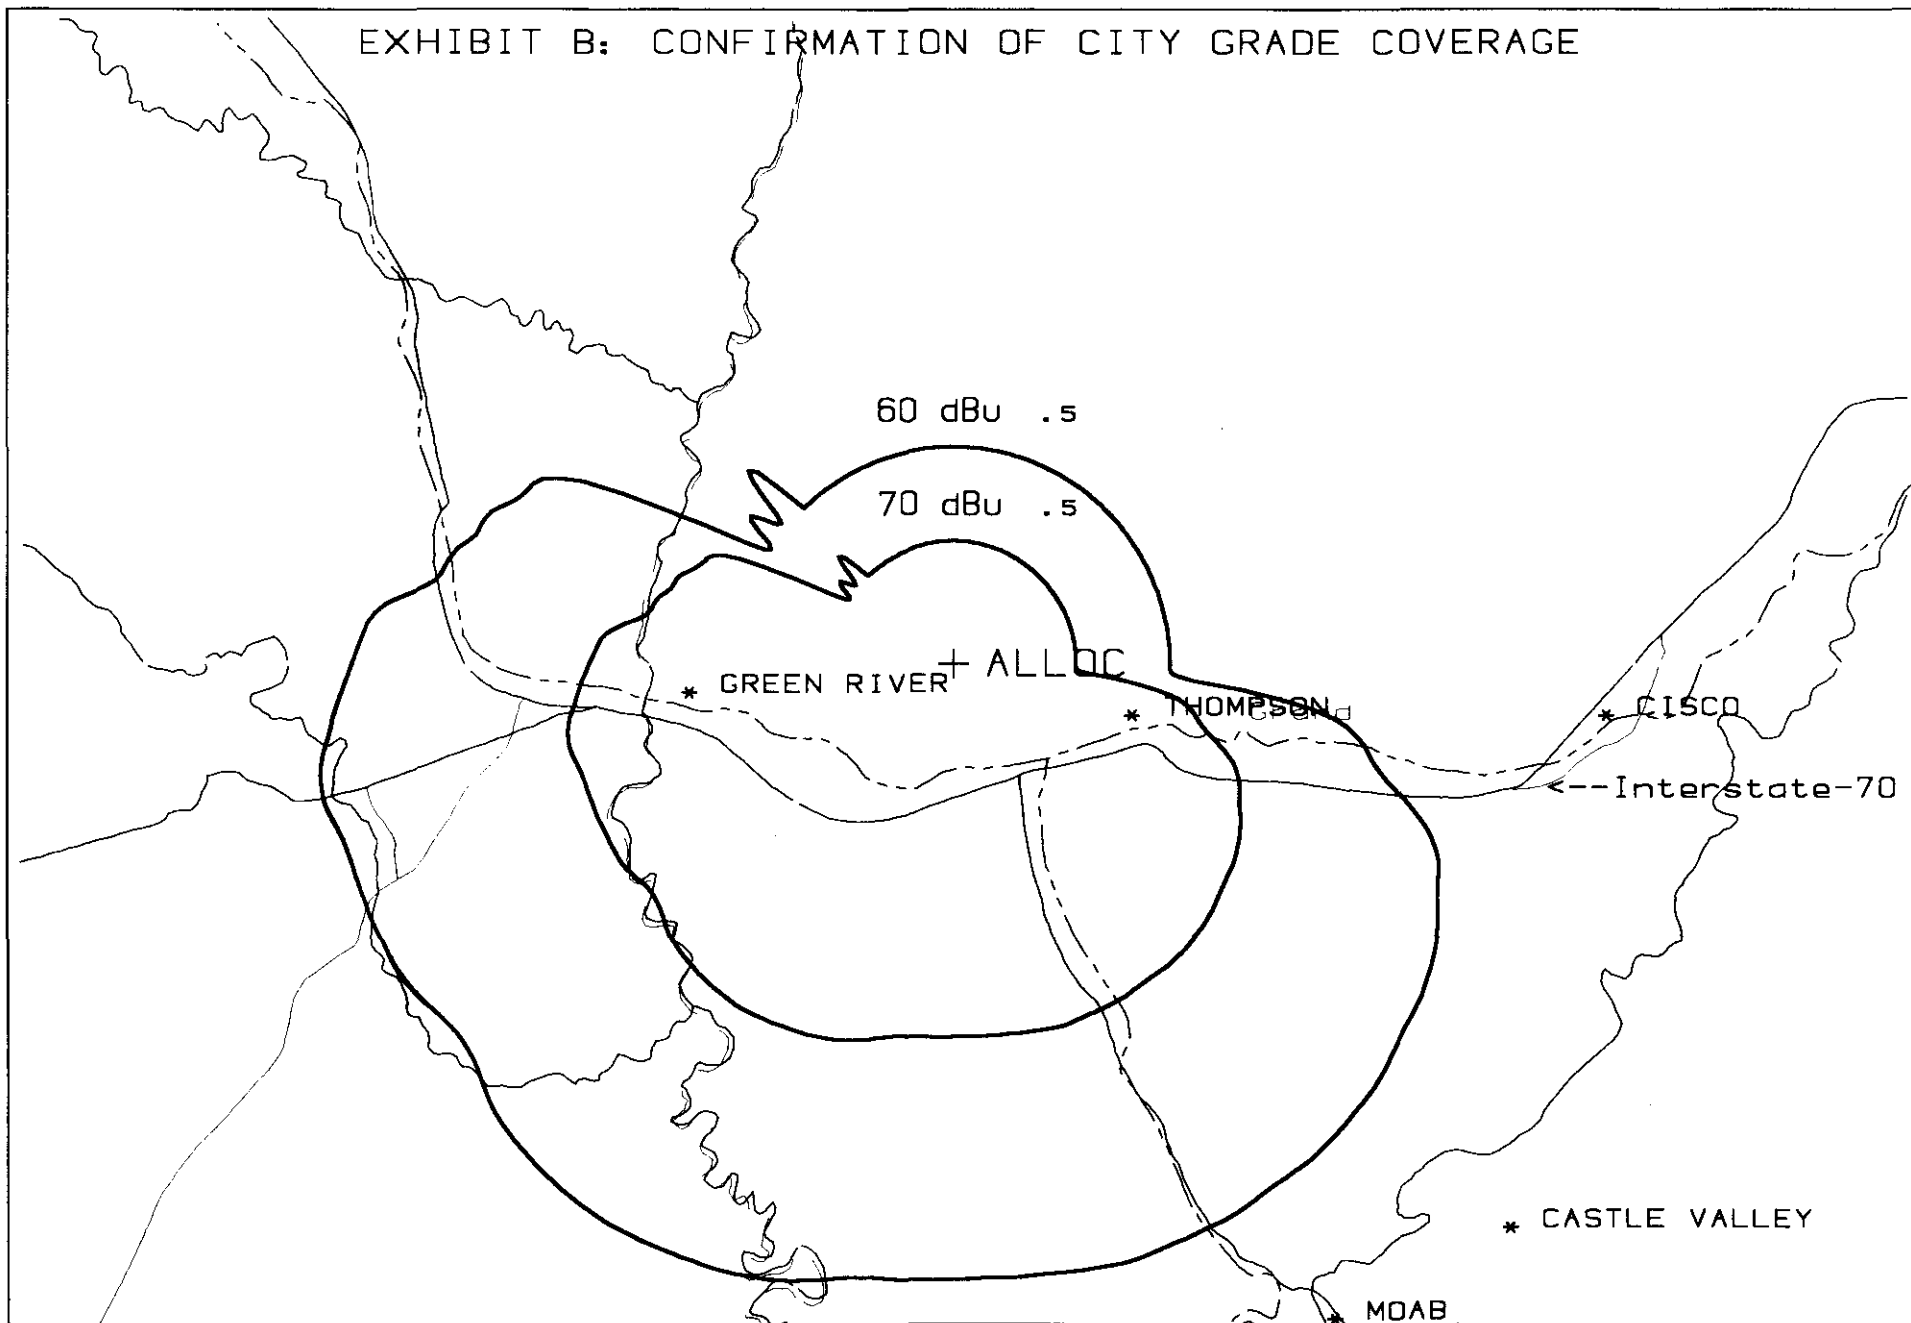 EXHIBIT B: CONFIRMATION OF CITY GRADE COVERAGE
60 dBu .5
70 dBu .5
+ ALLOC
* GREEN RIVER
* THOMPSON
Grand
* CISCO
<--Interstate-70
* CASTLE VALLEY
* MOAB